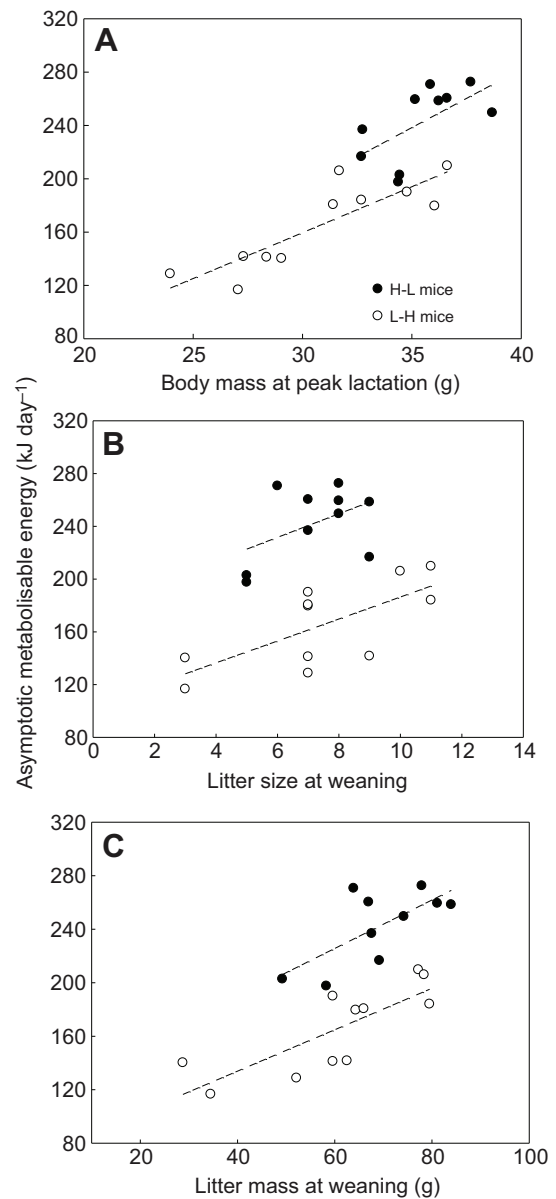 A
320
280
240
200
160
120
80
20 25 30 35 40
H-L mice
L-H mice
Body mass at peak lactation (g)
Asymptotic metabolisable energy (kJ day–1)
B
320
280
240
200
160
120
80
0 2 4 6 8 10 12 14
Litter size at weaning
C
320
280
240
200
160
120
80
20 40 60 80 100
Litter mass at weaning (g)